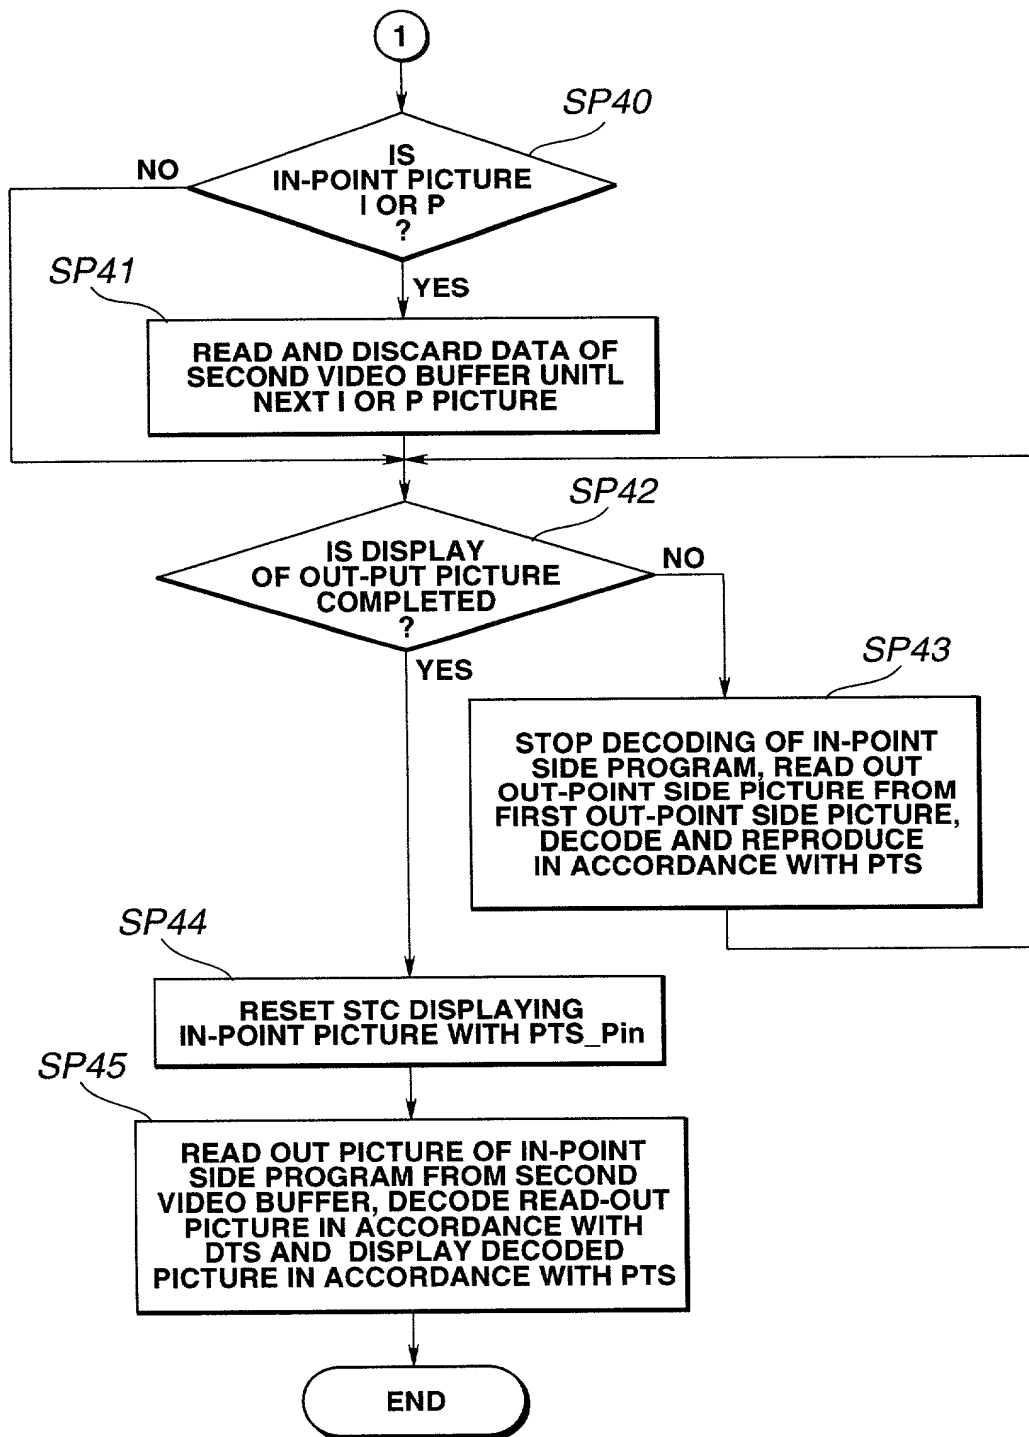 1
SP40
IS
IN-POINT PICTURE
I OR P
?
NO
YES
SP41
READ AND DISCARD DATA OF
SECOND VIDEO BUFFER UNITL
NEXT I OR P PICTURE
SP42
IS DISPLAY
OF OUT-PUT PICTURE
COMPLETED
?
NO
YES
SP43
STOP DECODING OF IN-POINT
SIDE PROGRAM, READ OUT
OUT-POINT SIDE PICTURE FROM
FIRST OUT-POINT SIDE PICTURE,
DECODE AND REPRODUCE
IN ACCORDANCE WITH PTS
SP44
RESET STC DISPLAYING
IN-POINT PICTURE WITH PTS_Pin
SP45
READ OUT PICTURE OF IN-POINT
SIDE PROGRAM FROM SECOND
VIDEO BUFFER, DECODE READ-OUT
PICTURE IN ACCORDANCE WITH
DTS AND DISPLAY DECODED
PICTURE IN ACCORDANCE WITH PTS
END